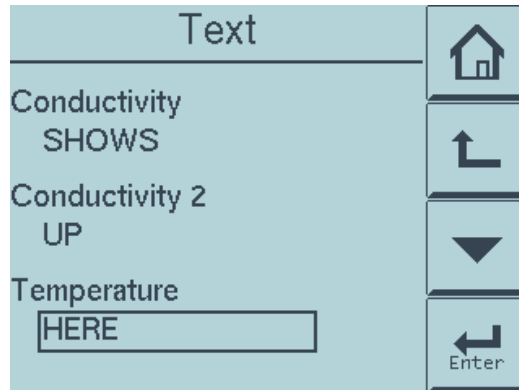 Text
Conductivity
SHOWS
Conductivity 2
UP
Temperature
HERE
Enter